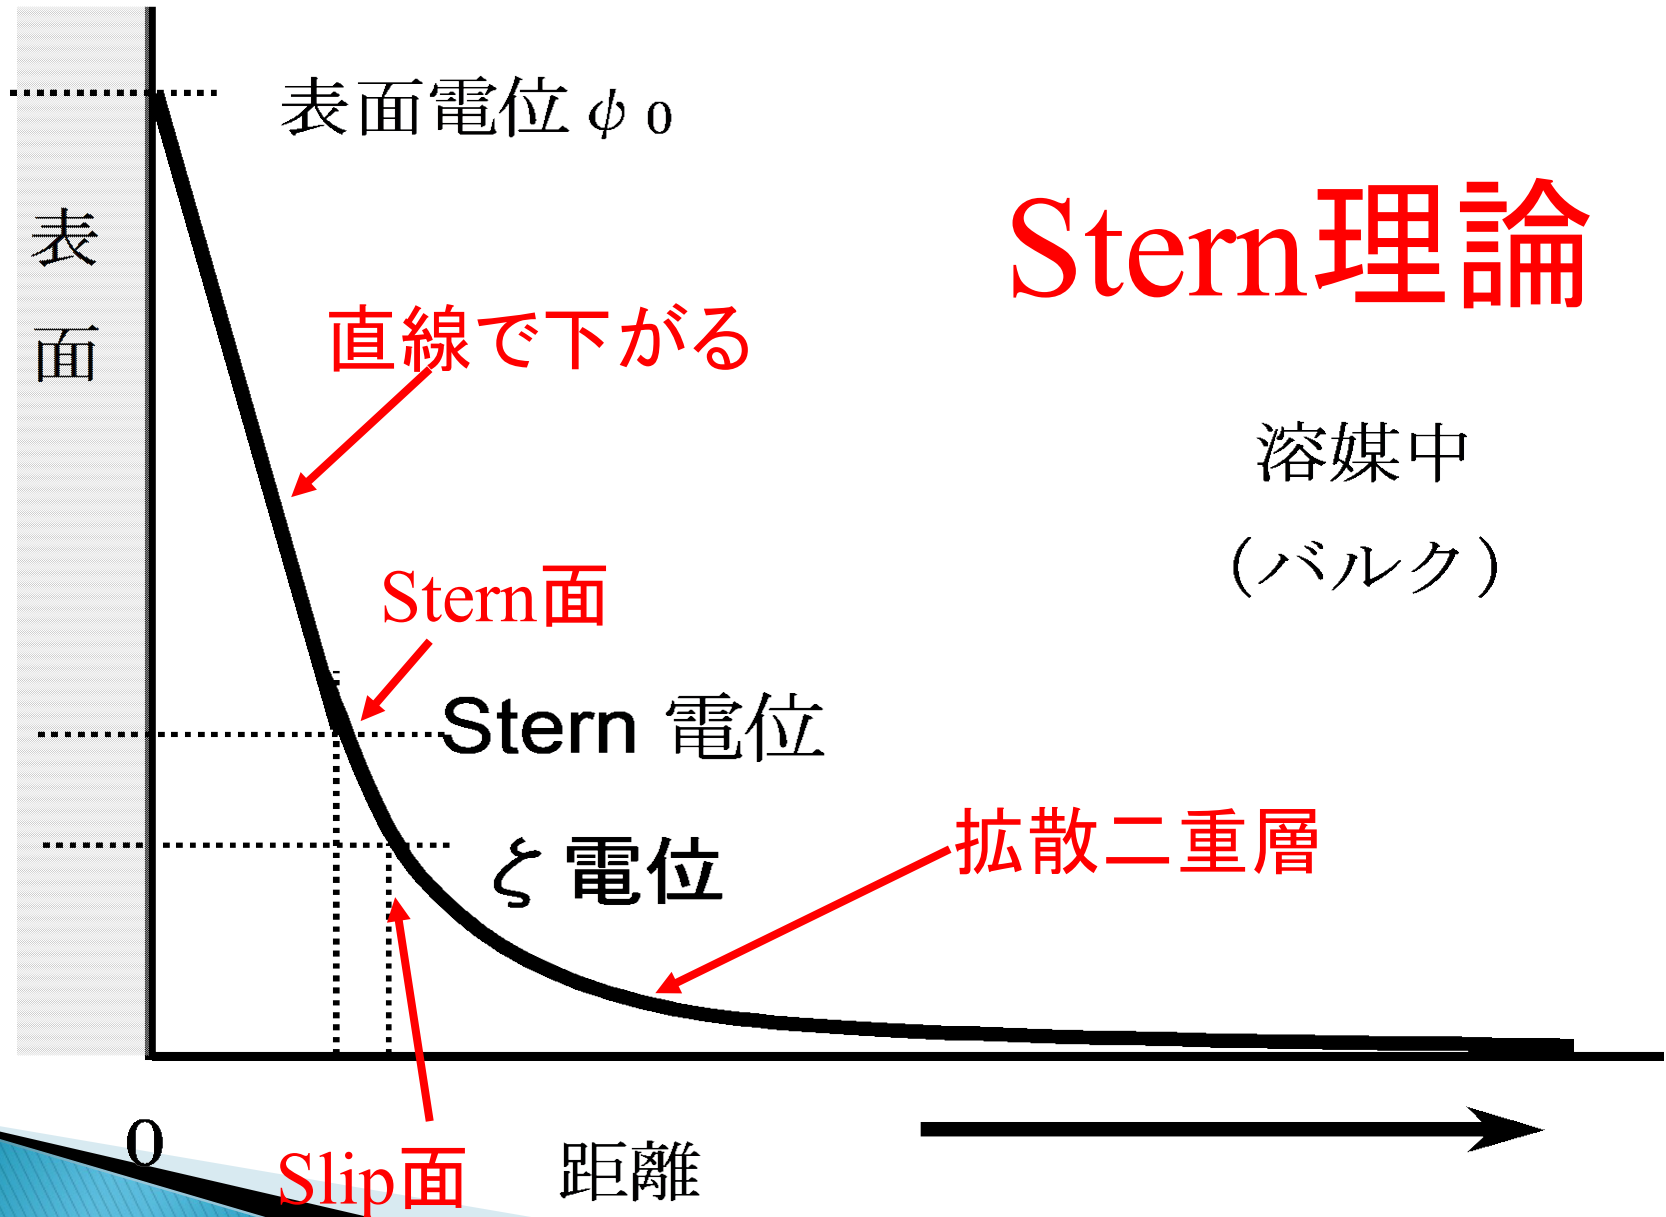 表面電位ψ0
Stern理論
表
面
直線で下がる
溶媒中
(バルク)
Stern面
Stern 電位
拡散二重層
ζ電位
0
Slip面
距離